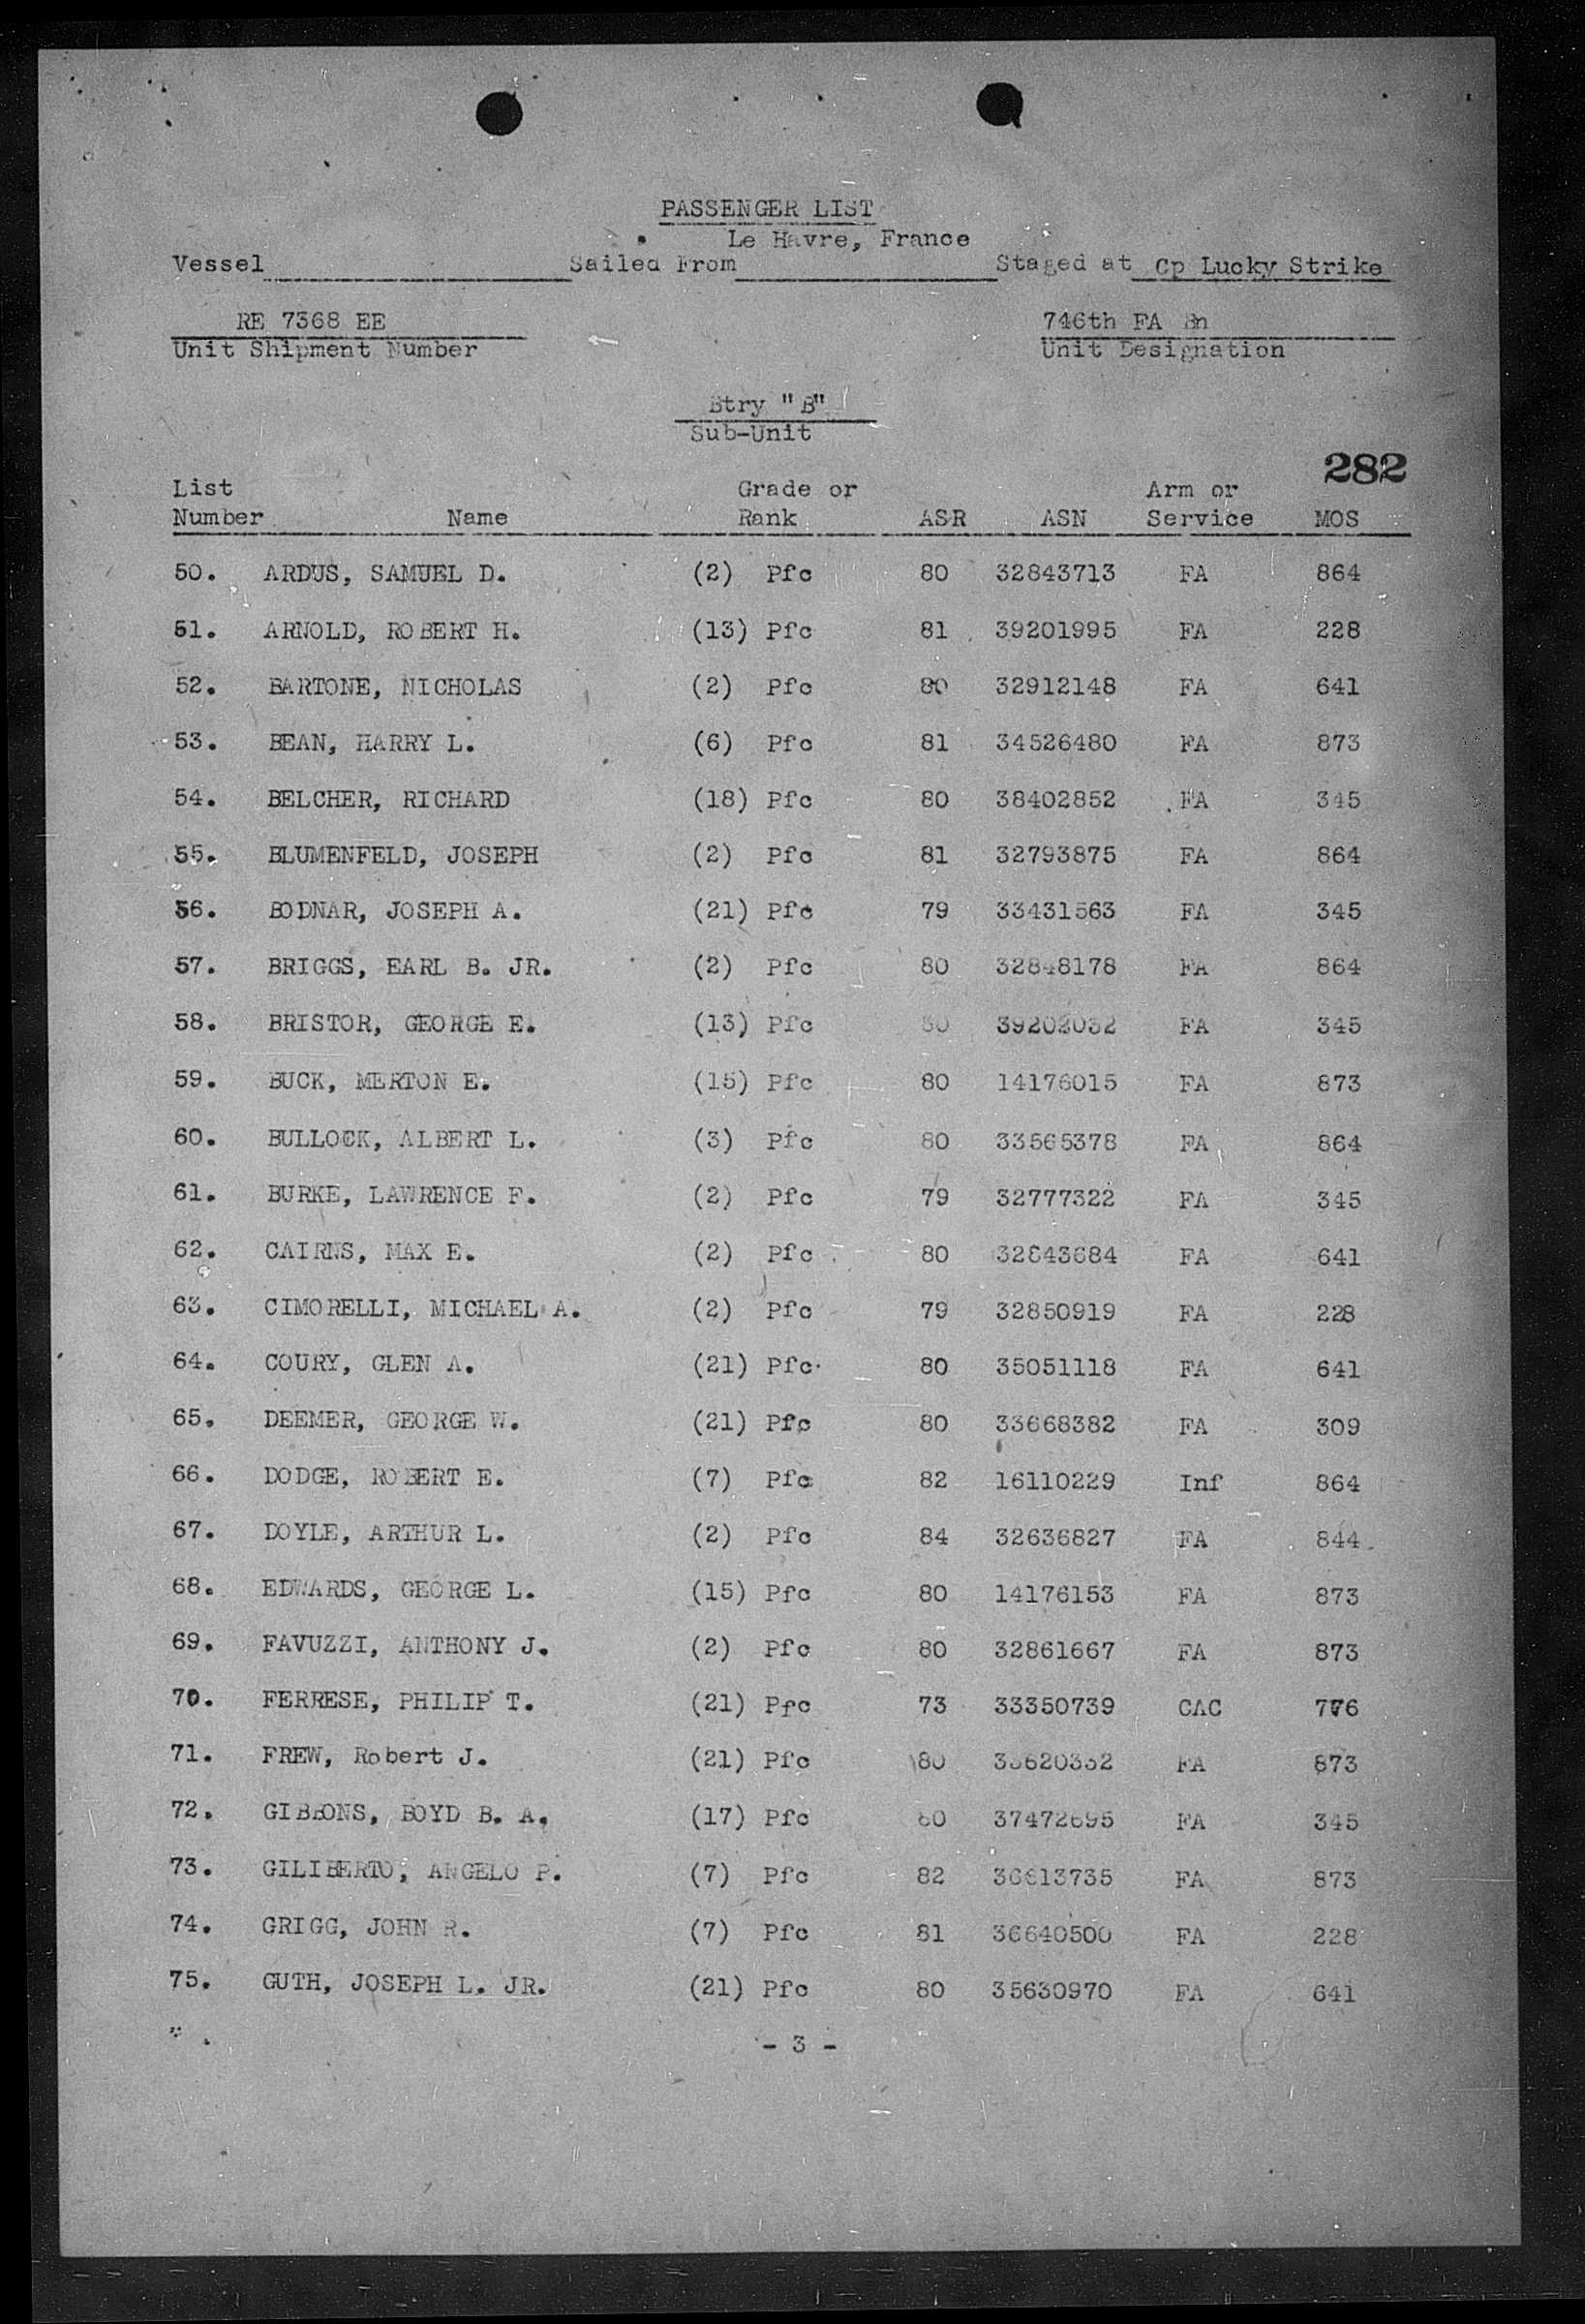 PASSENGER LIST
Le Havre, France
Vessel Sailed From Staged at Cp Lucky Strike
RE 7368 EE 746th FA Bn
Unit Shipment Number Unit Designation
Btry "B"
Sub-Unit
282
List Grade or Arm or
Number Name Rank ASR ASN Service MOS
50. ARDUS, SAMUEL D. (2) Pfc 80 32843713 FA 864
51. ARNOLD, ROBERT H. (13) Pfc 81 39201995 FA 228
52. BARTONE, NICHOLAS (2) Pfc 80 32912148 FA 641
53. BEAN, HARRY L. (6) Pfc 81 34526480 FA 873
54. BELCHER, RICHARD (18) Pfc 80 38402852 FA 345
55. BLUMENFELD, JOSEPH (2) Pfc 81 32793875 FA 864
56. BODNAR, JOSEPH A. (21) Pfc 79 33431563 FA 345
57. BRIGGS, EARL B. JR. (2) Pfc 80 32848178 FA 864
58. BRISTOR, GEORGE E. (13) Pfc 80 39202032 FA 345
59. BUCK, MERTON E. (15) Pfc 80 14176015 FA 873
60. BULLOCK, ALBERT L. (3) Pfc 80 33565378 FA 864
61. BURKE, LAWRENCE F. (2) Pfc 79 32777322 FA 345
62. CAIRNS, MAX E. (2) Pfc 80 32843684 FA 641
63. CIMORELLI, MICHAEL A. (2) Pfc 79 32850919 FA 228
64. COURY, GLEN A. (21) Pfc 80 35051118 FA 641
65. DEEMER, GEORGE W. (21) Pfc 80 33668382 FA 309
66. DODGE, ROBERT E. (7) Pfc 82 16110229 Inf 864
67. DOYLE, ARTHUR L. (2) Pfc 84 32636827 FA 844
68. EDWARDS, GEORGE L. (15) Pfc 80 14176153 FA 873
69. FAVUZZI, ANTHONY J. (2) Pfc 80 32861667 FA 873
70. FERRESE, PHILIP T. (21) Pfc 73 33350739 CAC 776
71. FREW, Robert J. (21) Pfc 80 FA 873
72. GIBBONS, BOYD B. A. (17) Pfc 80 37472695 FA 345
73. GILIBERTO, ANGELO P. (7) Pfc 82 36613735 FA 873
74. GRIGG, JOHN R. (7) Pfc 81 36640500 FA 228
75. GUTH, JOSEPH L. JR. (21) Pfc 80 35630970 FA 641
- 3 -